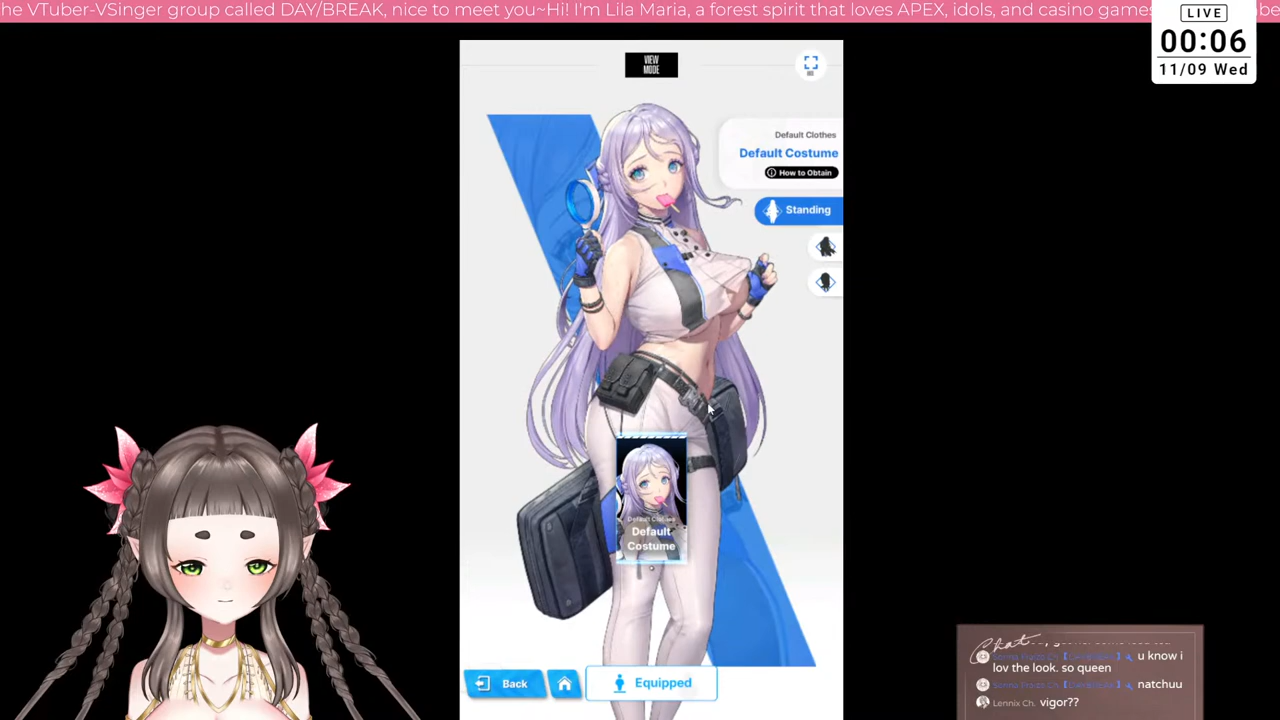 he VTuber-VSinger group called DAY/BREAK, nice to meet you~Hi! I'm Lila Maria, a forest spirit that loves APEX, idols, and casino games
be
LIVE
00:06
11/09 Wed
VIEW
MODE
Default Clothes
Default Costume
How to Obtain
Standing
Default
Costume
Back
Equipped
Chat
u know i
lov the look. so queen
natchuu
Lennix Ch. vigor??